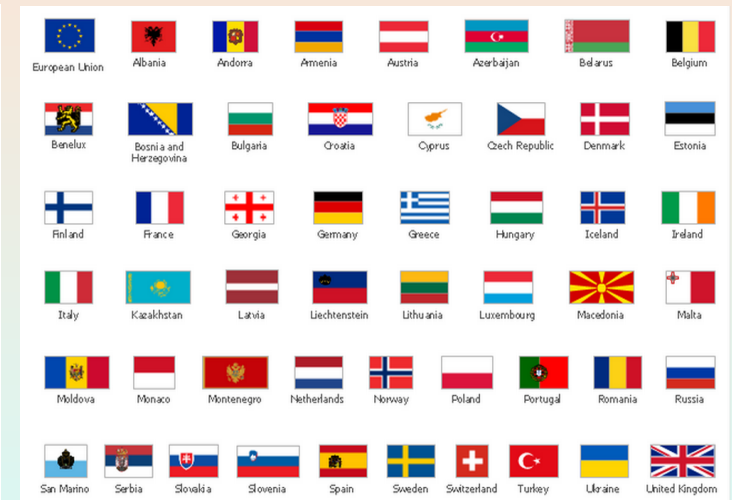 European Union Albania Andorra Armenia Austria Azerbaijan Belarus Belgium
Benelux Bosnia and Herzegovina Bulgaria Croatia Cyprus Czech Republic Denmark Estonia
Finland France Georgia Germany Greece Hungary Iceland Ireland
Italy Kazakhstan Latvia Liechtenstein Lithuania Luxembourg Macedonia Malta
Moldova Monaco Montenegro Netherlands Norway Poland Portugal Romania Russia
San Marino Serbia Slovakia Slovenia Spain Sweden Switzerland Turkey Ukraine United Kingdom